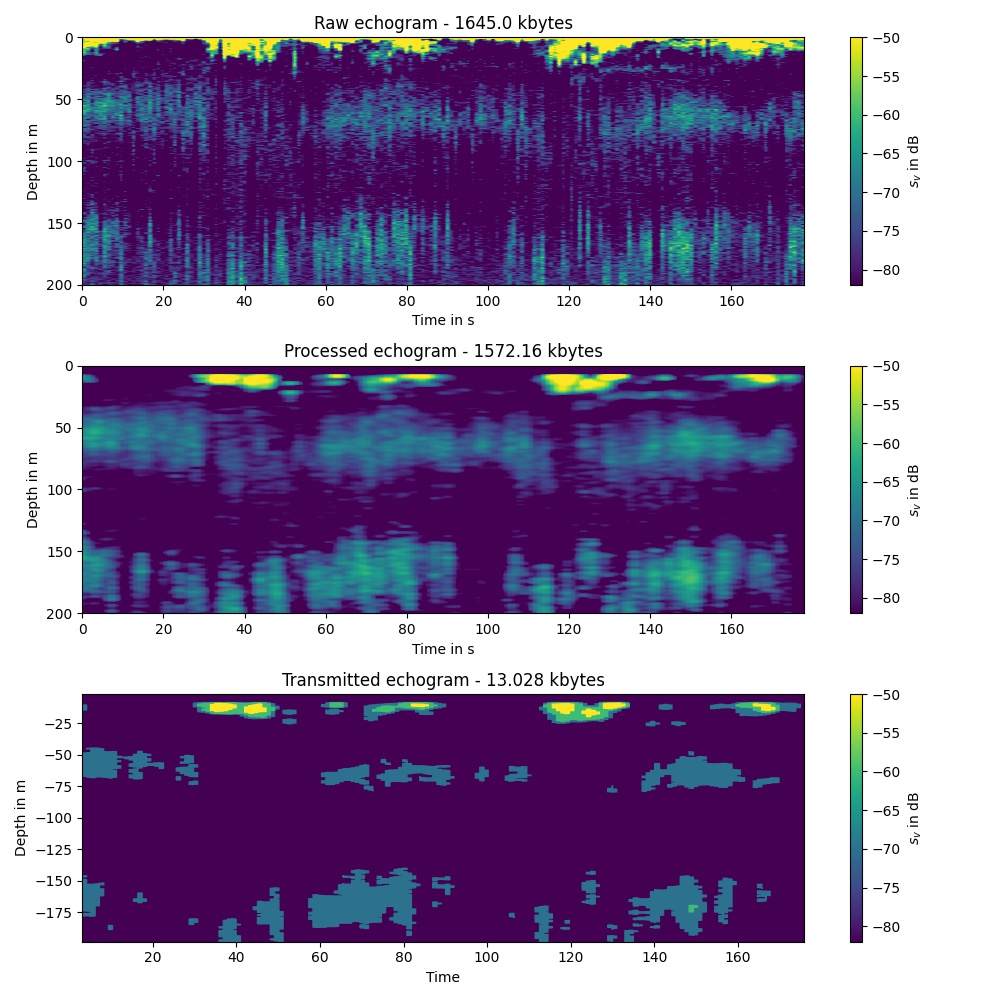 Raw echogram - 1645.0 kbytes
0
50
100
150
200
Depth in m
0 20 40 60 80 100 120 140 160
Time in s
−50
−55
−60
−65
−70
−75
−80
sv in dB
Processed echogram - 1572.16 kbytes
0
50
100
150
200
Depth in m
0 20 40 60 80 100 120 140 160
Time in s
−50
−55
−60
−65
−70
−75
−80
sv in dB
Transmitted echogram - 13.028 kbytes
−25
−50
−75
−100
−125
−150
−175
Depth in m
20 40 60 80 100 120 140 160
Time
−50
−55
−60
−65
−70
−75
−80
sv in dB